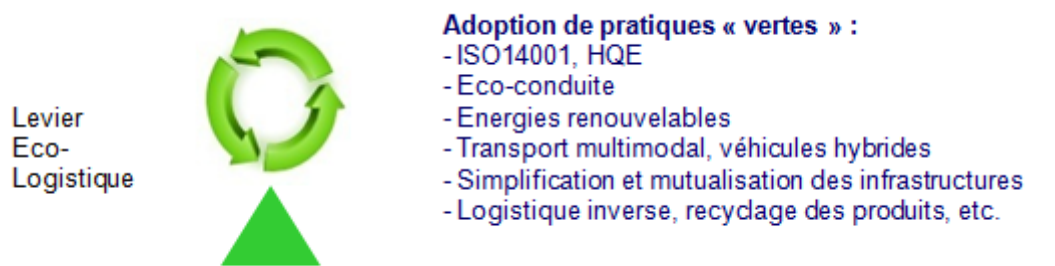 Levier
Eco-
Logistique
Adoption de pratiques « vertes » :
- ISO14001, HQE
- Eco-conduite
- Energies renouvelables
- Transport multimodal, véhicules hybrides
- Simplification et mutualisation des infrastructures
- Logistique inverse, recyclage des produits, etc.